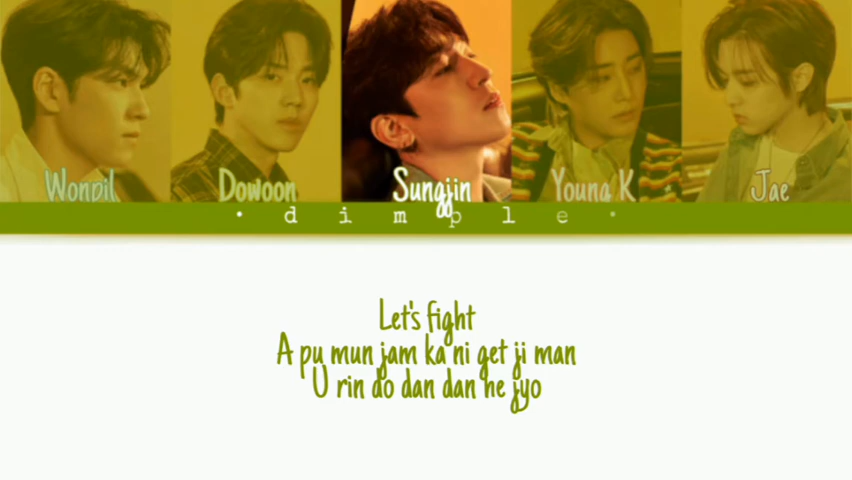 Wonpil Dowoon Sungjin Young K Jae
• d i m p l e •
Let's fight
A pu mun jam ka ni get ji man
U rin do dan dan he jyo